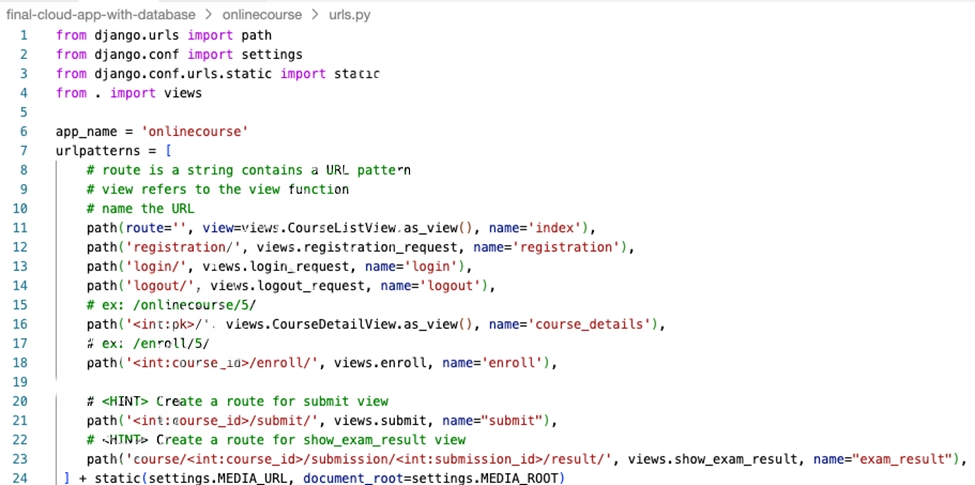 final-cloud-app-with-database > onlinecourse > urls.py
1 from django.urls import path
2 from django.conf import settings
3 from django.conf.urls.static import static
4 from . import views
5
6 app_name = 'onlinecourse'
7 urlpatterns = [
8 # route is a string contains a URL pattern
9 # view refers to the view function
10 # name the URL
11 path(route='', view=views.CourseListView.as_view(), name='index'),
12 path('registration/', views.registration_request, name='registration'),
13 path('login/', views.login_request, name='login'),
14 path('logout/', views.logout_request, name='logout'),
15 # ex: /onlinecourse/5/
16 path('<int:pk>/', views.CourseDetailView.as_view(), name='course_details'),
17 # ex: /enroll/5/
18 path('<int:course_id>/enroll/', views.enroll, name='enroll'),
19
20 # <HINT> Create a route for submit view
21 path('<int:course_id>/submit/', views.submit, name="submit"),
22 # <HINT> Create a route for show_exam_result view
23 path('course/<int:course_id>/submission/<int:submission_id>/result/', views.show_exam_result, name="exam_result"),
24 ] + static(settings.MEDIA_URL, document_root=settings.MEDIA_ROOT)